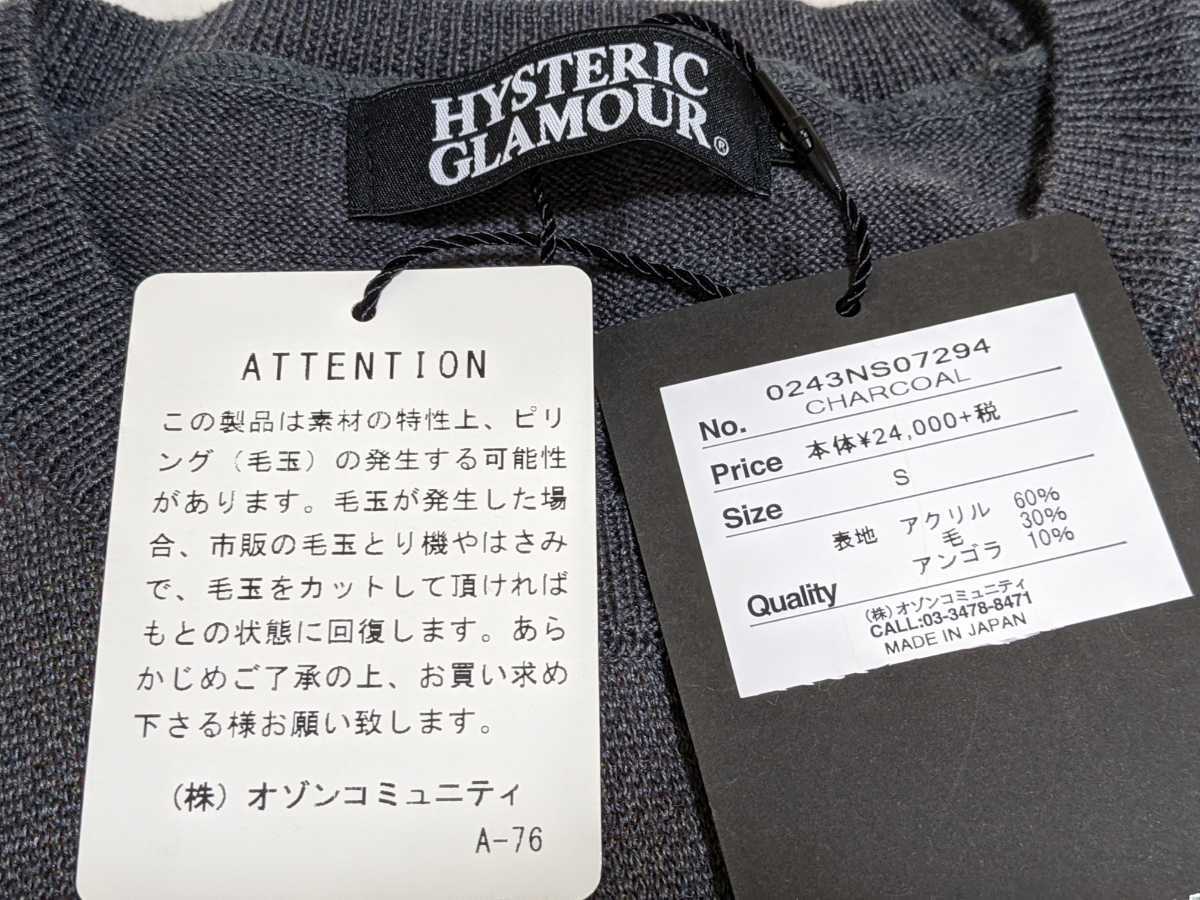 HYSTERIC
GLAMOUR®
ATTENTION
この製品は素材の特性上、ピリ
ング（毛玉）の発生する可能性
があります。毛玉が発生した場
合、市販の毛玉とり機やはさみ
で、毛玉をカットして頂ければ
もとの状態に回復します。あら
かじめご了承の上、お買い求め
下さる様お願い致します。
（株）オゾンコミュニティ
A-76
No. 0243NS07294
CHARCOAL
Price 本体¥24,000+税
Size S
Quality 表地 アクリル 60%
毛 30%
アンゴラ 10%
（株）オゾンコミュニティ
CALL:03-3478-8471
MADE IN JAPAN